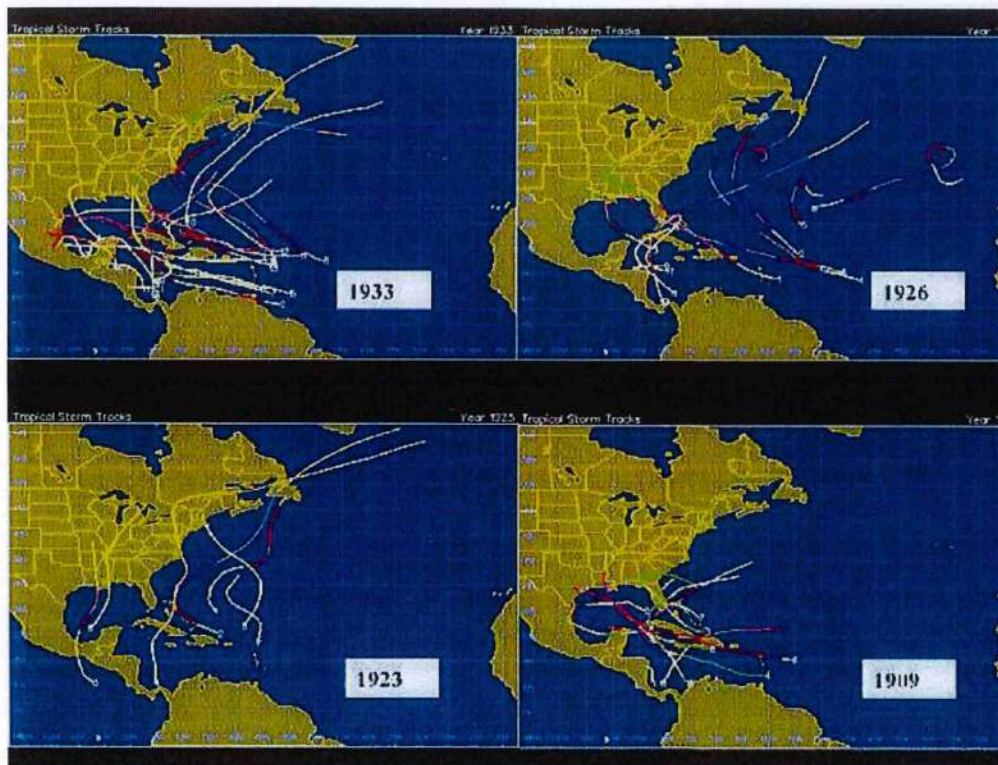 Tropical Storm Tracks
Year 1933
Tropical Storm Tracks
Year
1933
1926
Tropical Storm Tracks
Year 1923
Tropical Storm Tracks
Year
1923
1909